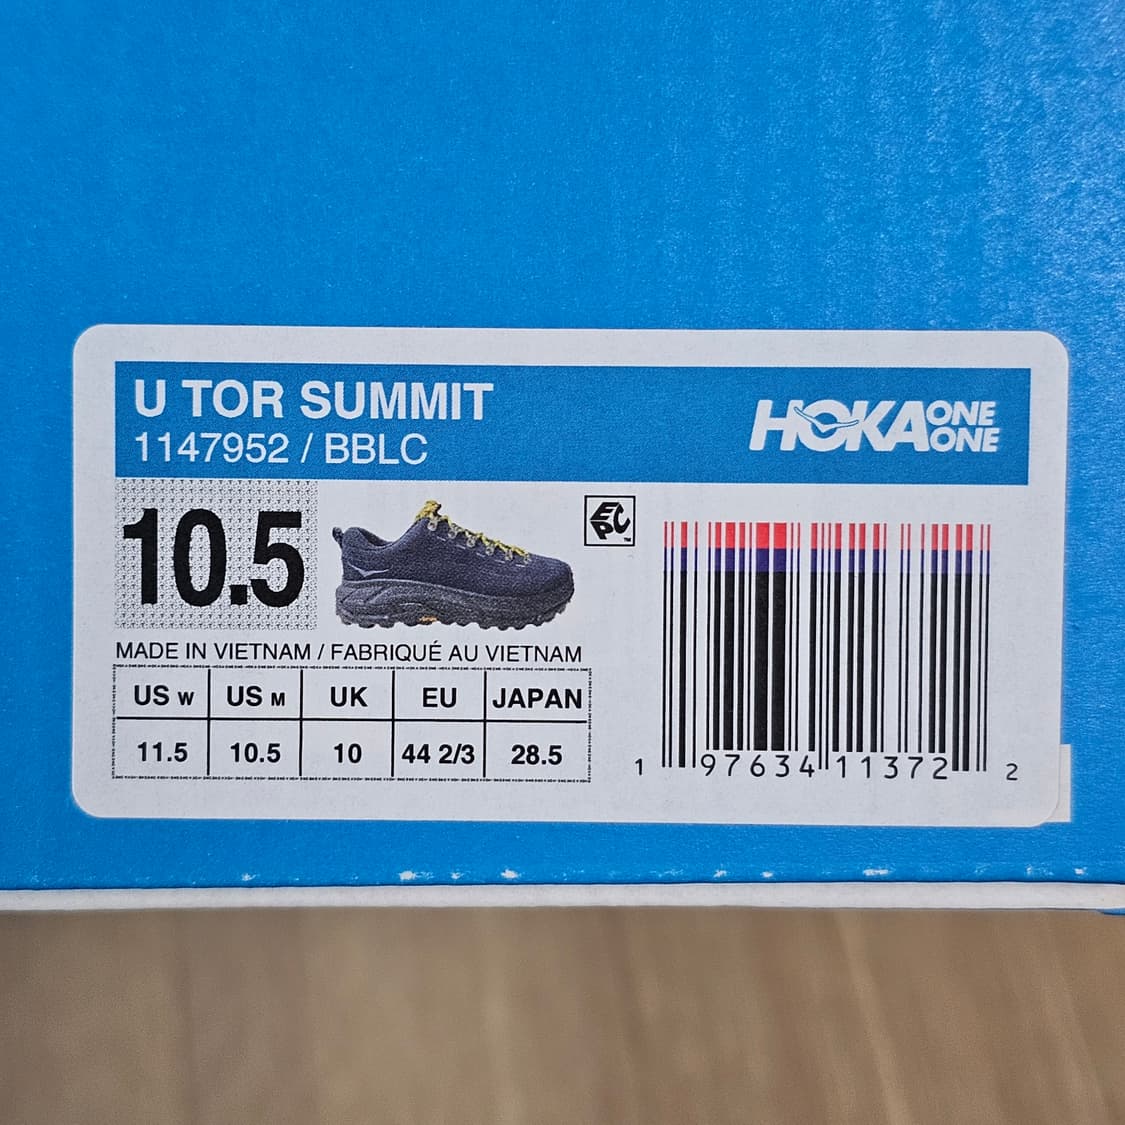 U TOR SUMMIT
1147952 / BBLC
HOKA ONE ONE
10.5
EPC™
MADE IN VIETNAM / FABRIQUÉ AU VIETNAM
US W US M UK EU JAPAN
11.5 10.5 10 44 2/3 28.5
1 97634 11372 2